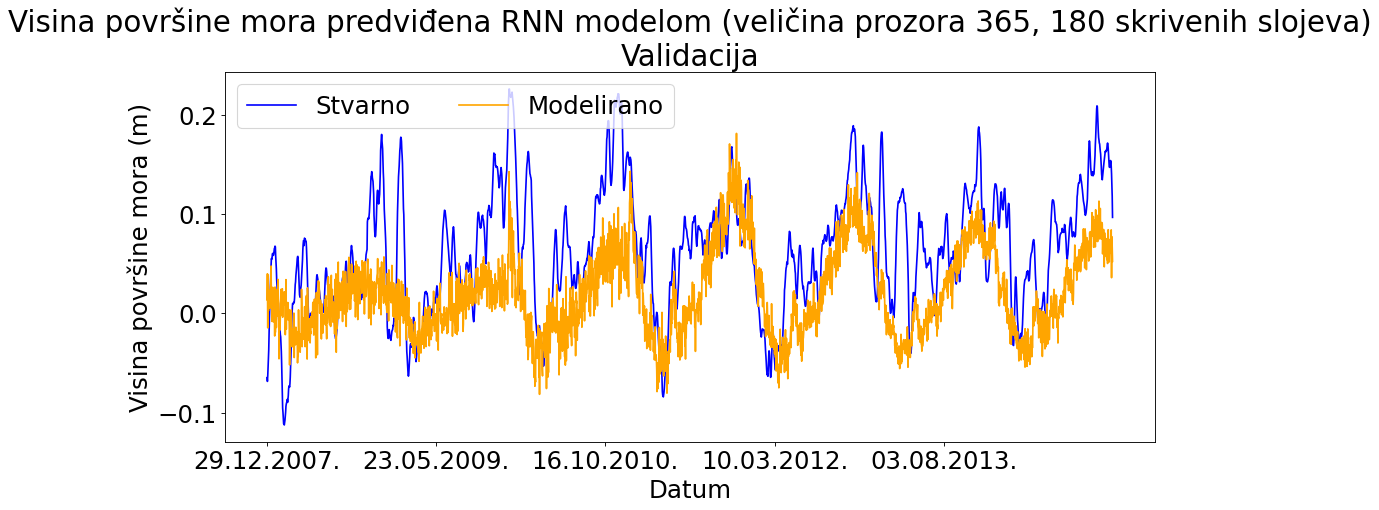 Visina površine mora predviđena RNN modelom (veličina prozora 365, 180 skrivenih slojeva)
Validacija
Stvarno
Modelirano
Visina površine mora (m)
0.2
0.1
0.0
−0.1
29.12.2007.
23.05.2009.
16.10.2010.
10.03.2012.
03.08.2013.
Datum